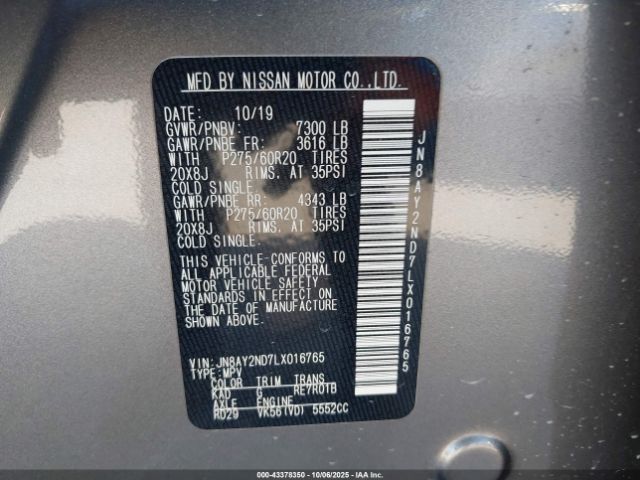 MFD BY NISSAN MOTOR CO.,LTD.
DATE: 10/19
GVWR/PNBV: 7300 LB
GAWR/PNBE FR: 3616 LB
WITH P275/60R20 TIRES
20X8J RIMS. AT 35PSI
COLD SINGLE.
GAWR/PNBE RR: 4343 LB
WITH P275/60R20 TIRES
20X8J RIMS. AT 35PSI
COLD SINGLE.
THIS VEHICLE CONFORMS TO
ALL APPLICABLE FEDERAL
MOTOR VEHICLE SAFETY
STANDARDS IN EFFECT ON
THE DATE OF MANUFACTURE
SHOWN ABOVE.
VIN: JN8AY2ND7LX016765
TYPE: MPV
COLOR TRIM TRANS
KAD G RE7R01B
AXLE ENGINE
RD29 VK56(VD) 5552CC
JN8AY2ND7LX016765
000-43378350 | 10/06/2025 | IAA Inc.